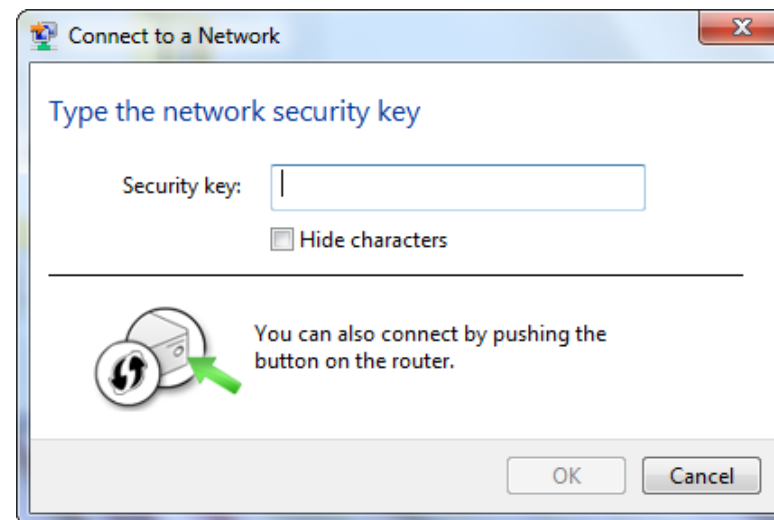 Connect to a Network
Type the network security key
Security key:
Hide characters
You can also connect by pushing the
button on the router.
OK Cancel